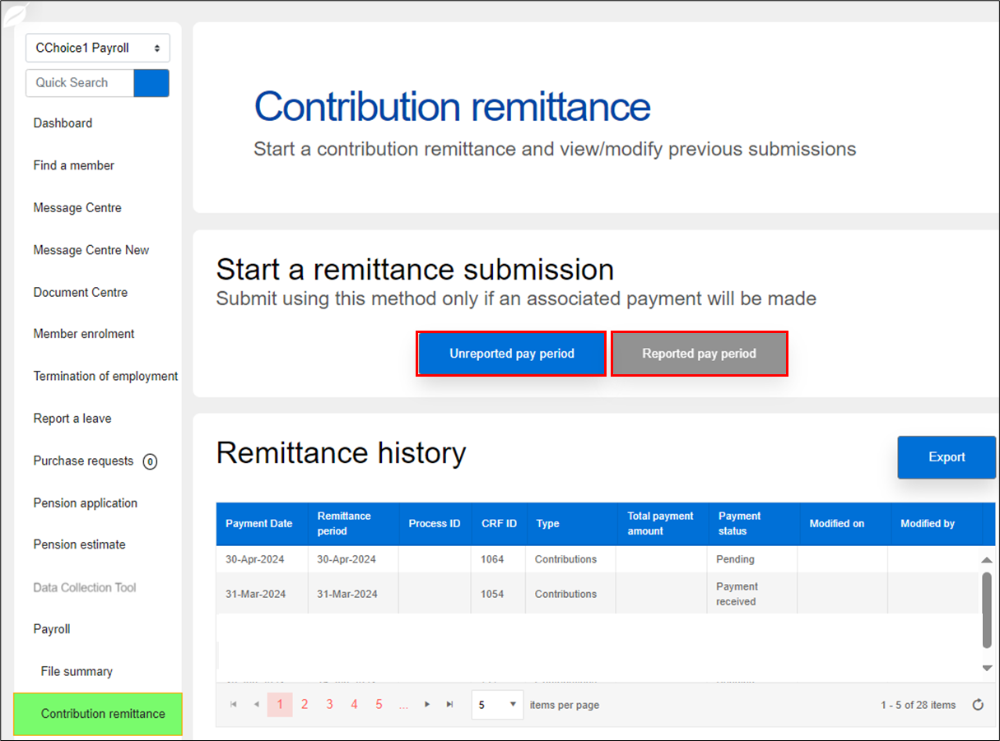 CChoice1 Payroll
Quick Search
Dashboard
Find a member
Message Centre
Message Centre New
Document Centre
Member enrolment
Termination of employment
Report a leave
Purchase requests 0
Pension application
Pension estimate
Data Collection Tool
Payroll
File summary
Contribution remittance
Contribution remittance
Start a contribution remittance and view/modify previous submissions
Start a remittance submission
Submit using this method only if an associated payment will be made
Unreported pay period Reported pay period
Remittance history
Export
Payment Date Remittance period Process ID CRF ID Type Total payment amount Payment status Modified on Modified by
30-Apr-2024 30-Apr-2024 1064 Contributions Pending
31-Mar-2024 31-Mar-2024 1054 Contributions Payment received
1 2 3 4 5 ... 5 items per page 1 - 5 of 28 items